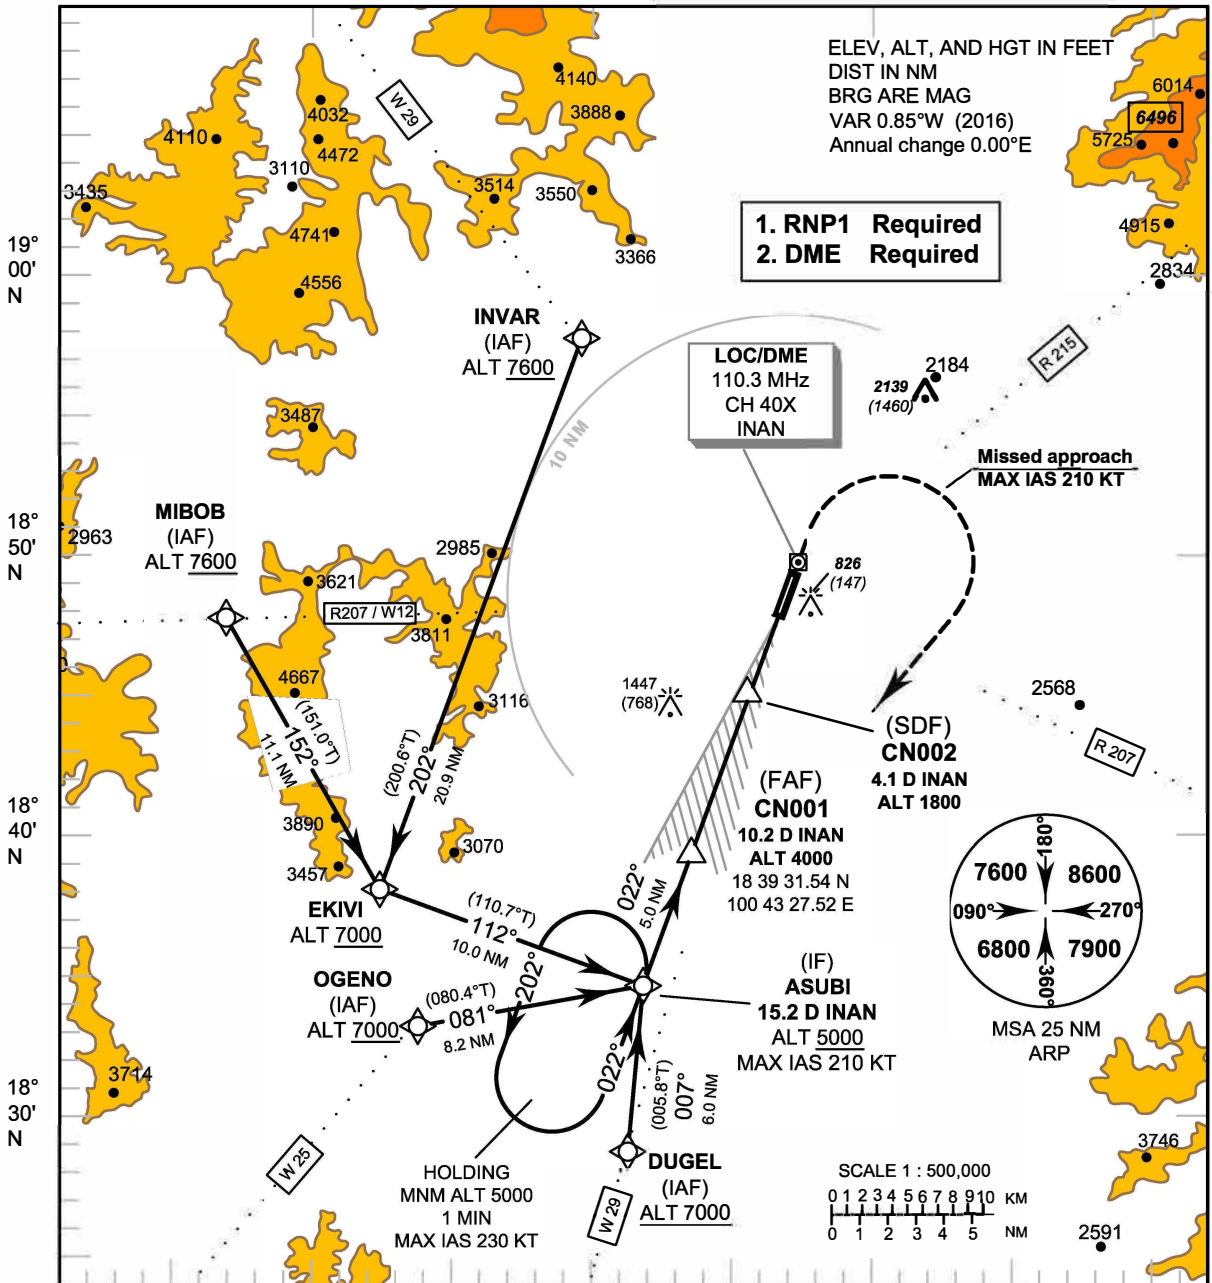 ELEV, ALT, AND HGT IN FEET
DIST IN NM
BRG ARE MAG
VAR 0.85°W (2016)
Annual change 0.00°E
1. RNP1 Required
2. DME Required
W 29
4140
3888
4032
4110
4472
3110
3435
3514
3550
4741
3366
4556
6014
6496
5725
4915
2834
19°
00'
N
INVAR
(IAF)
ALT 7600
LOC/DME
110.3 MHz
CH 40X
INAN
R 215
2184
2139
(1460)
10 NM
3487
Missed approach
MAX IAS 210 KT
18°
50'
N
2963
MIBOB
(IAF)
ALT 7600
2985
3621
R207 / W12
3811
826
(147)
4667
3116
1447
(768)
2568
R 207
(151.0°T)
152°
11.1 NM
(200.6°T)
202°
20.9 NM
(SDF)
CN002
4.1 D INAN
ALT 1800
(FAF)
CN001
10.2 D INAN
ALT 4000
18 39 31.54 N
100 43 27.52 E
18°
40'
N
3890
3457
3070
EKIVI
ALT 7000
(110.7°T)
112°
10.0 NM
022°
5.0 NM
180°
7600
8600
090°
270°
6800
7900
360°
MSA 25 NM
ARP
OGENO
(IAF)
ALT 7000
(080.4°T)
081°
8.2 NM
202°
022°
(IF)
ASUBI
15.2 D INAN
ALT 5000
MAX IAS 210 KT
(005.8°T)
007°
6.0 NM
3714
18°
30'
N
W 25
HOLDING
MNM ALT 5000
1 MIN
MAX IAS 230 KT
DUGEL
(IAF)
ALT 7000
W 29
3746
SCALE 1 : 500,000
0 1 2 3 4 5 6 7 8 9 10 KM
0 1 2 3 4 5 NM
2591